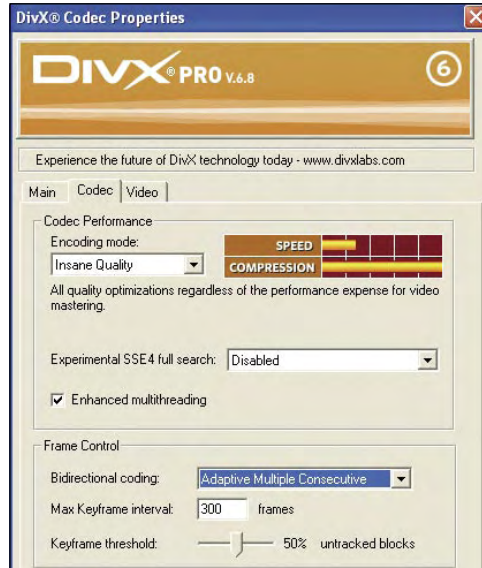 DivX® Codec Properties
DIVX® PRO V.6.8
6
Experience the future of DivX technology today - www.divxlabs.com
Main Codec Video
Codec Performance
Encoding mode:
SPEED
Insane Quality
COMPRESSION
All quality optimizations regardless of the performance expense for video
mastering.
Experimental SSE4 full search: Disabled
Enhanced multithreading
Frame Control
Bidirectional coding: Adaptive Multiple Consecutive
Max Keyframe interval: 300 frames
Keyframe threshold: 50% untracked blocks